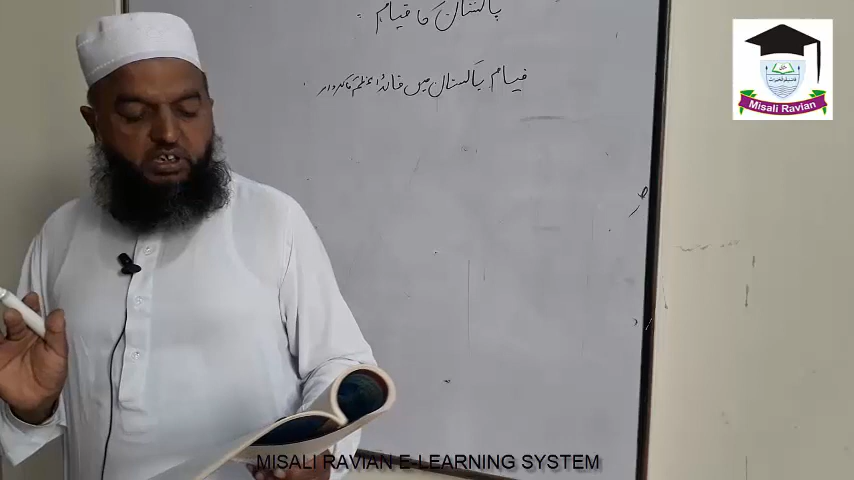 پاکستان کا قیام
قیام پاکستان میں قائد اعظم کا کردار
Misali Ravian
MISALI RAVIAN E-LEARNING SYSTEM